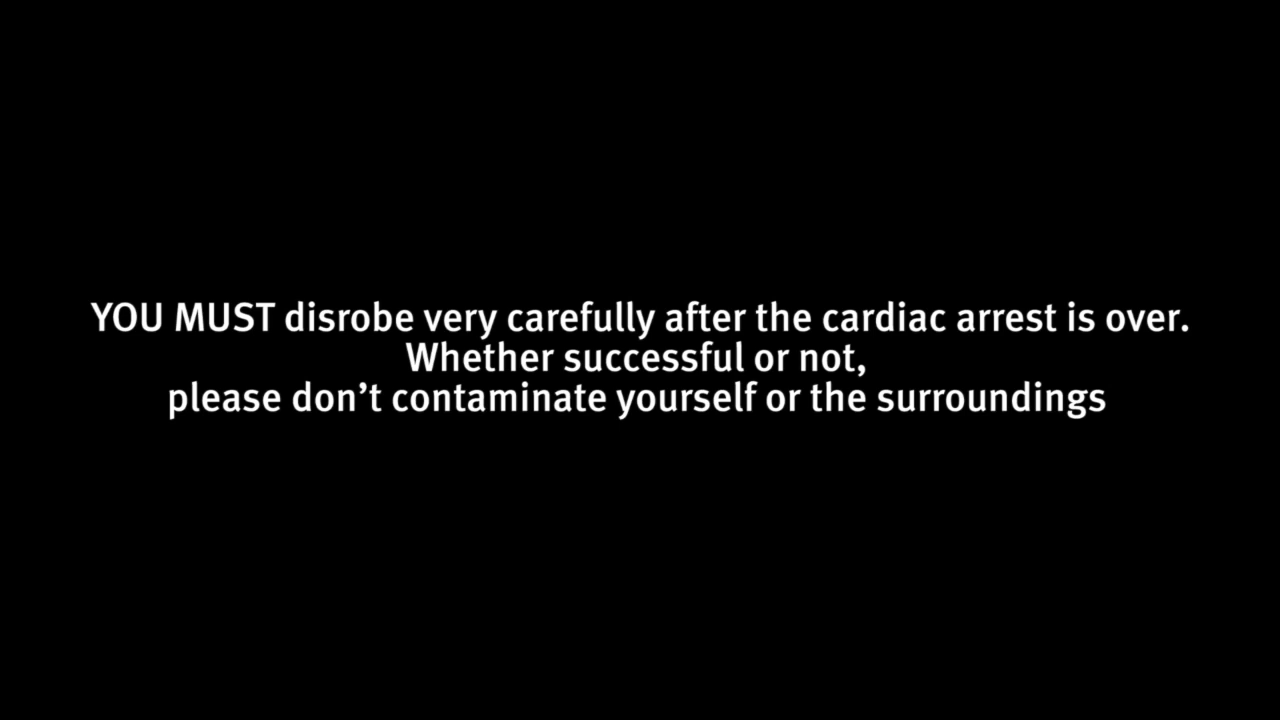 YOU MUST disrobe very carefully after the cardiac arrest is over.
Whether successful or not,
please don’t contaminate yourself or the surroundings